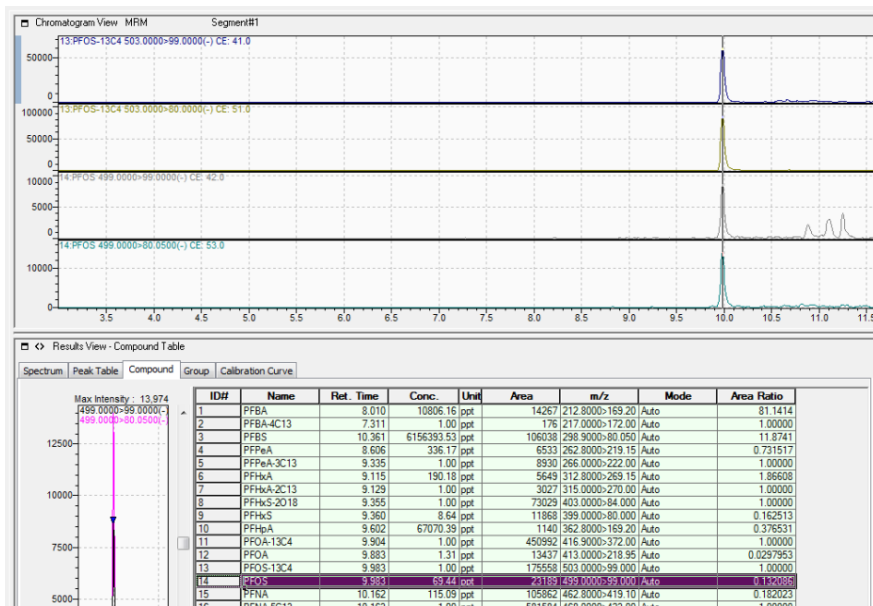 Chromatogram View MRM Segment#1
13:PFOS-13C4 503.0000>99.0000(-) CE: 41.0
50000
0
13:PFOS-13C4 503.0000>80.0000(-) CE: 51.0
100000
50000
0
14:PFOS 499.0000>99.0000(-) CE: 42.0
10000
5000
0
14:PFOS 499.0000>80.0500(-) CE: 53.0
10000
0
3.5 4.0 4.5 5.0 5.5 6.0 6.5 7.0 7.5 8.0 8.5 9.0 9.5 10.0 10.5 11.0 11.5
Results View - Compound Table
Spectrum Peak Table Compound Group Calibration Curve
Max Intensity : 13,974
499.0000>99.0000(-)
499.0000>80.0500(-)
12500
10000
7500
5000
ID# Name Ret. Time Conc. Unit Area m/z Mode Area Ratio
1 PFBA 8.010 10806.16 ppt 14267 212.8000>169.20 Auto 81.1414
2 PFBA-4C13 7.311 1.00 ppt 176 217.0000>172.00 Auto 1.00000
3 PFBS 10.361 6156393.53 ppt 106038 298.9000>80.050 Auto 11.8741
4 PFPeA 8.606 336.17 ppt 6533 262.8000>219.15 Auto 0.731517
5 PFPeA-3C13 9.335 1.00 ppt 8930 266.0000>222.00 Auto 1.00000
6 PFHxA 9.115 190.18 ppt 5649 312.8000>269.15 Auto 1.86608
7 PFHxA-2C13 9.129 1.00 ppt 3027 315.0000>270.00 Auto 1.00000
8 PFHxS-2O18 9.355 1.00 ppt 73029 403.0000>84.000 Auto 1.00000
9 PFHxS 9.360 8.64 ppt 11868 399.0000>80.000 Auto 0.162513
10 PFHpA 9.602 67070.39 ppt 1140 362.8000>169.20 Auto 0.376531
11 PFOA-13C4 9.904 1.00 ppt 450992 416.9000>372.00 Auto 1.00000
12 PFOA 9.883 1.31 ppt 13437 413.0000>218.95 Auto 0.0297953
13 PFOS-13C4 9.983 1.00 ppt 175558 503.0000>99.000 Auto 1.00000
14 PFOS 9.983 69.44 ppt 23189 499.0000>99.000 Auto 0.132086
15 PFNA 10.162 115.09 ppt 105862 462.8000>419.10 Auto 0.182023